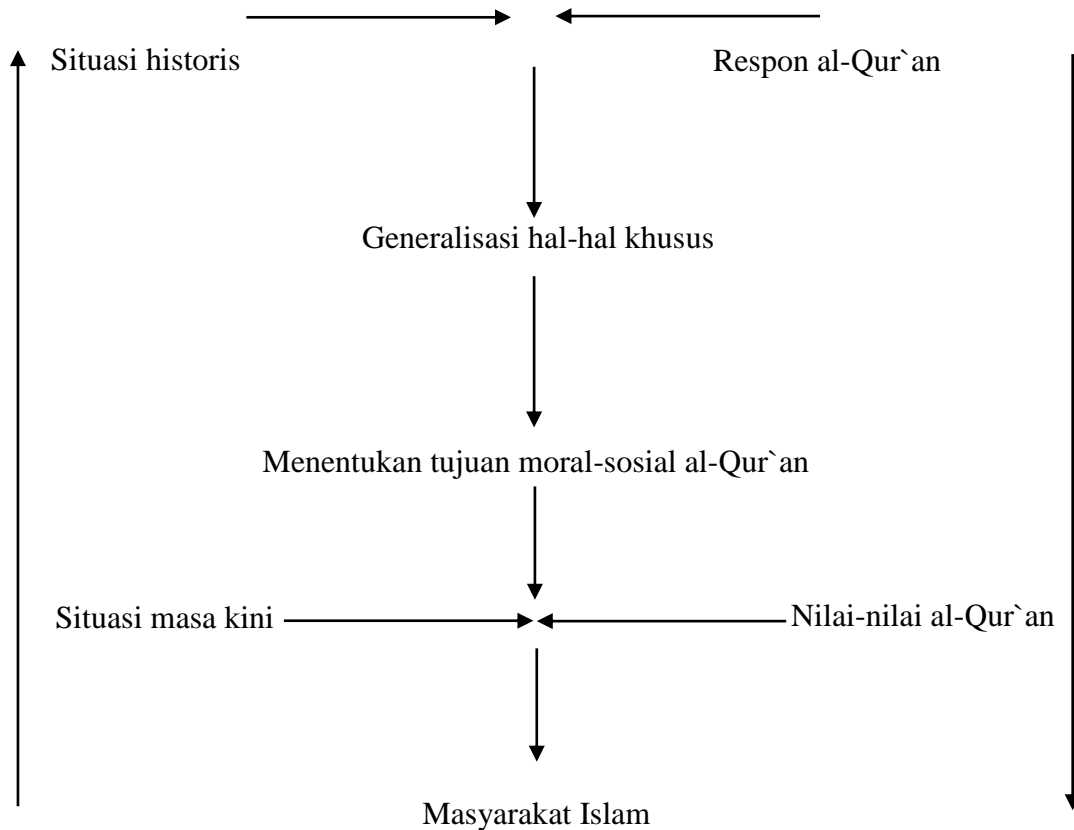 Situasi historis
Respon al-Qur`an
Generalisasi hal-hal khusus
Menentukan tujuan moral-sosial al-Qur`an
Situasi masa kini
Nilai-nilai al-Qur`an
Masyarakat Islam